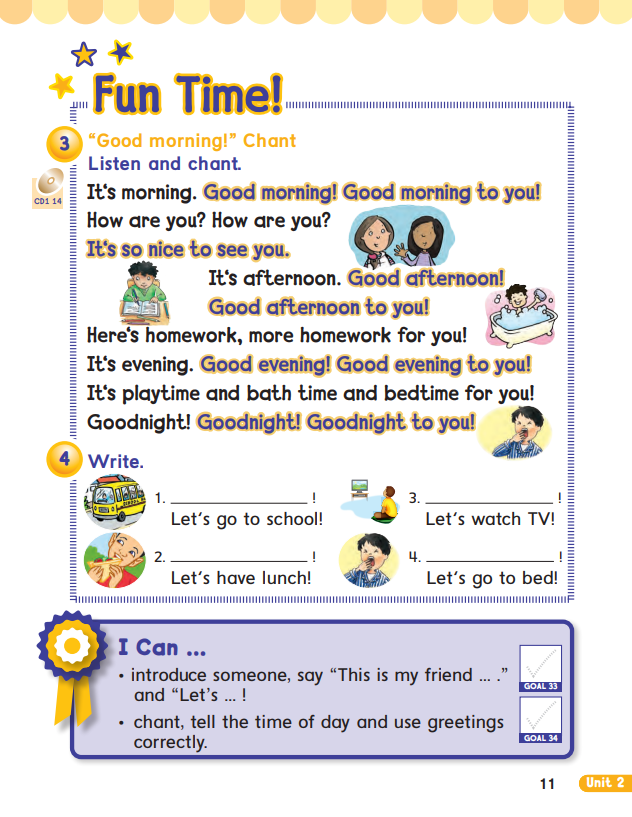 Fun Time!
3 “Good morning!” Chant
Listen and chant.
CD1 14
It's morning. Good morning! Good morning to you!
How are you? How are you?
It's so nice to see you.
It's afternoon. Good afternoon!
Good afternoon to you!
Here's homework, more homework for you!
It's evening. Good evening! Good evening to you!
It's playtime and bath time and bedtime for you!
Goodnight! Goodnight! Goodnight to you!
4 Write.
1. ________________ !
Let's go to school!
2. ________________ !
Let's have lunch!
3. ________________ !
Let's watch TV!
4. ________________ !
Let's go to bed!
I Can ...
• introduce someone, say “This is my friend ... .”
and “Let's ... !
GOAL 33
• chant, tell the time of day and use greetings
correctly.
GOAL 34
11 Unit 2